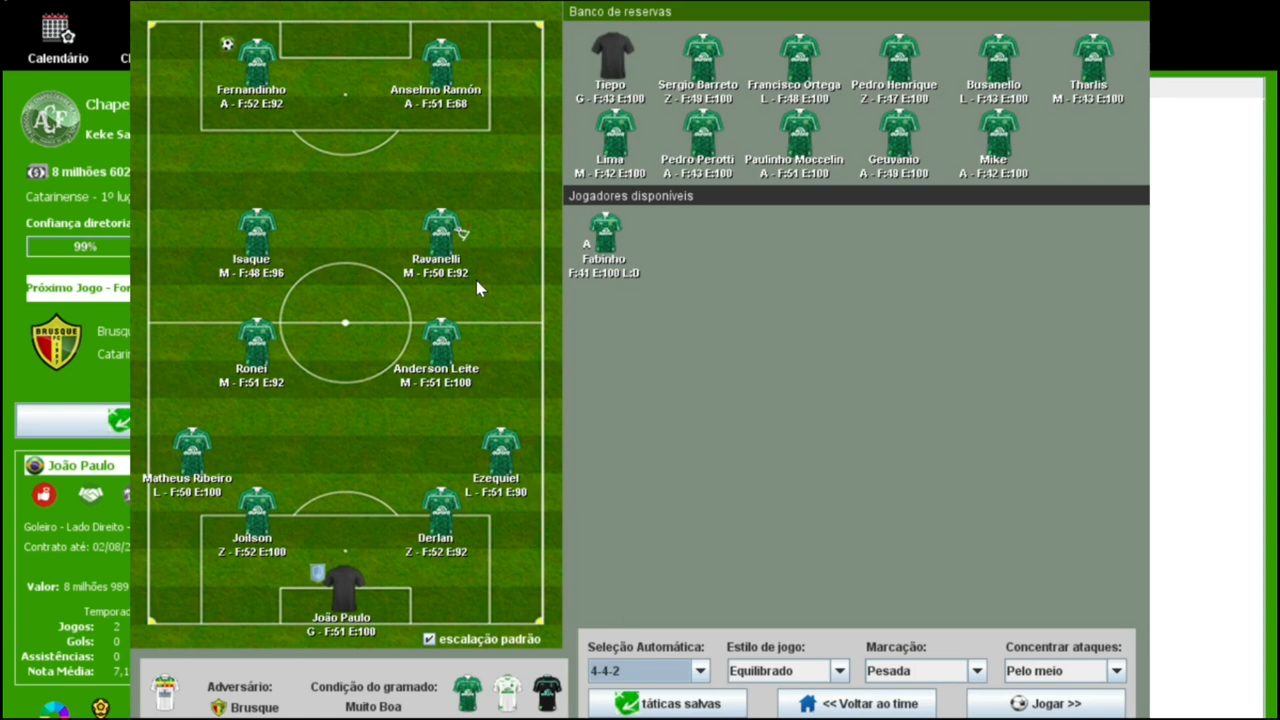 Calendário
Chape
Keke Sa
8 milhões 602
Catarinense - 1º lug
Confiança diretoria
99%
Próximo Jogo - For
BRUSQUE
Brusqu
Catarin
João Paulo
Goleiro - Lado Direito -
Contrato até: 02/08/2
Valor: 8 milhões 989
Temporad
Jogos: 2
Gols: 0
Assistências: 0
Nota Média: 7,1
Fernandinho
A - F:52 E:92
Anselmo Ramón
A - F:51 E:68
Isaque
M - F:48 E:96
Ravanelli
M - F:50 E:92
Ronei
M - F:51 E:92
Anderson Leite
M - F:51 E:100
Matheus Ribeiro
L - F:50 E:100
Ezequiel
L - F:51 E:90
Joilson
Z - F:52 E:100
Derlan
Z - F:52 E:92
João Paulo
G - F:51 E:100
escalação padrão
Adversário:
Brusque
Condição do gramado:
Muito Boa
Banco de reservas
Tiepo
G - F:43 E:100
Sergio Barreto
Z - F:49 E:100
Francisco Ortega
L - F:48 E:100
Pedro Henrique
Z - F:47 E:100
Busanello
L - F:43 E:100
Tharlis
M - F:43 E:100
Lima
M - F:42 E:100
Pedro Perotti
A - F:43 E:100
Paulinho Moccelin
A - F:51 E:100
Geuvânio
A - F:49 E:100
Mike
A - F:42 E:100
Jogadores disponíveis
A
Fabinho
F:41 E:100 L:D
Seleção Automática:
4-4-2
Estilo de jogo:
Equilibrado
Marcação:
Pesada
Concentrar ataques:
Pelo meio
táticas salvas
<< Voltar ao time
Jogar >>